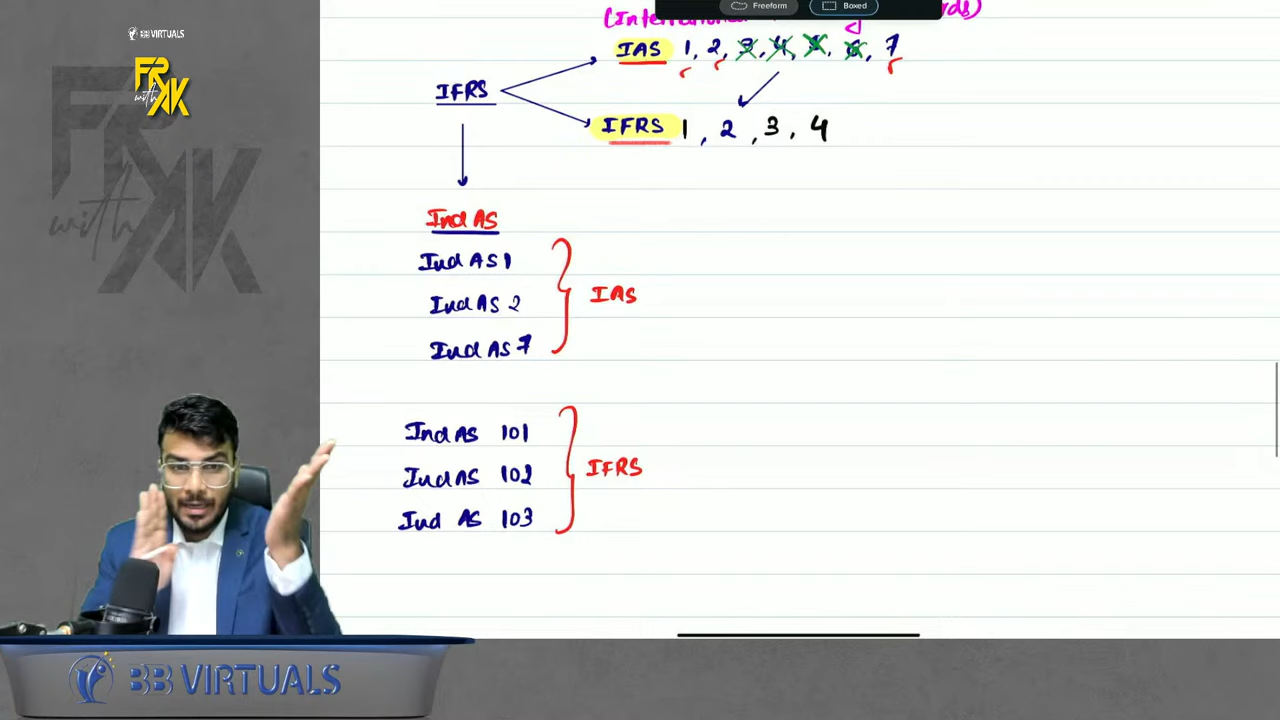 Freeform Boxed
BB VIRTUALS
FR
with
AK
IAS 1, 2, 3, 4, 5, 6, 7
IFRS
IFRS 1, 2, 3, 4
Ind AS
Ind AS 1
Ind AS 2
Ind AS 7
IAS
Ind AS 101
Ind AS 102
Ind AS 103
IFRS
BB VIRTUALS